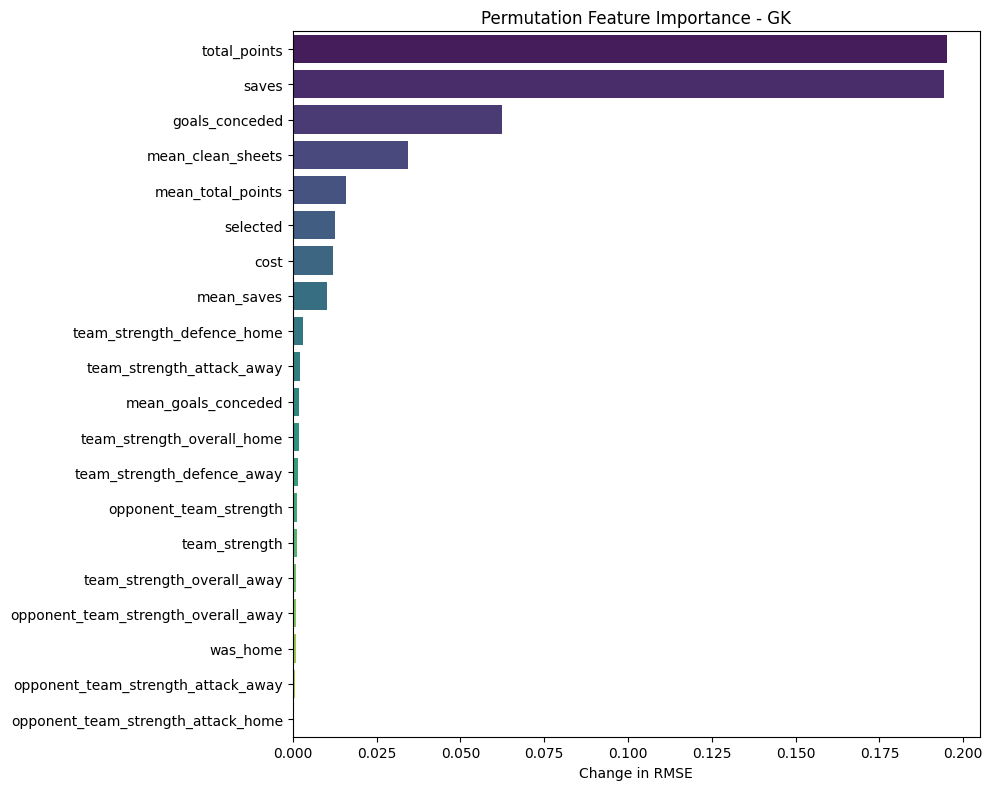 Permutation Feature Importance - GK
total_points
saves
goals_conceded
mean_clean_sheets
mean_total_points
selected
cost
mean_saves
team_strength_defence_home
team_strength_attack_away
mean_goals_conceded
team_strength_overall_home
team_strength_defence_away
opponent_team_strength
team_strength
team_strength_overall_away
opponent_team_strength_overall_away
was_home
opponent_team_strength_attack_away
opponent_team_strength_attack_home
0.000 0.025 0.050 0.075 0.100 0.125 0.150 0.175 0.200
Change in RMSE